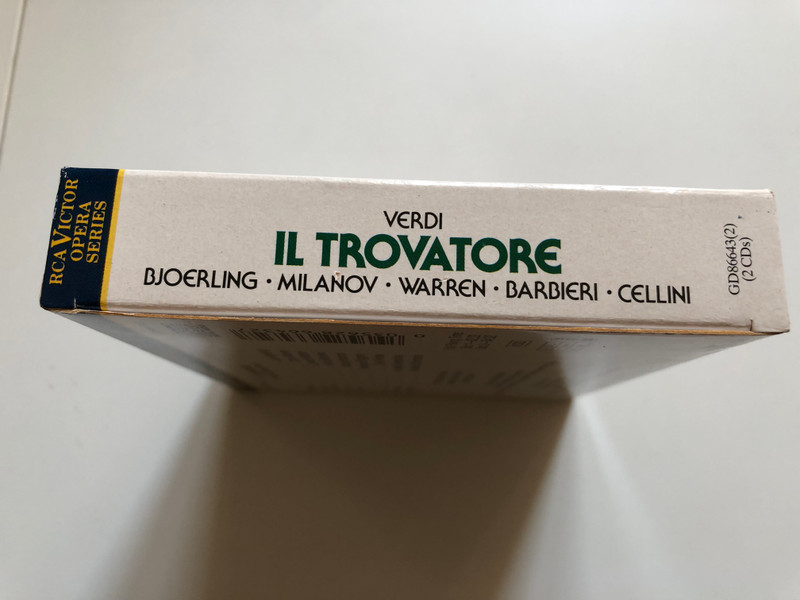 RCA VICTOR
OPERA
SERIES
VERDI
IL TROVATORE
BJOERLING · MILANOV · WARREN · BARBIERI · CELLINI
GD86643(2)
(2 CDs)